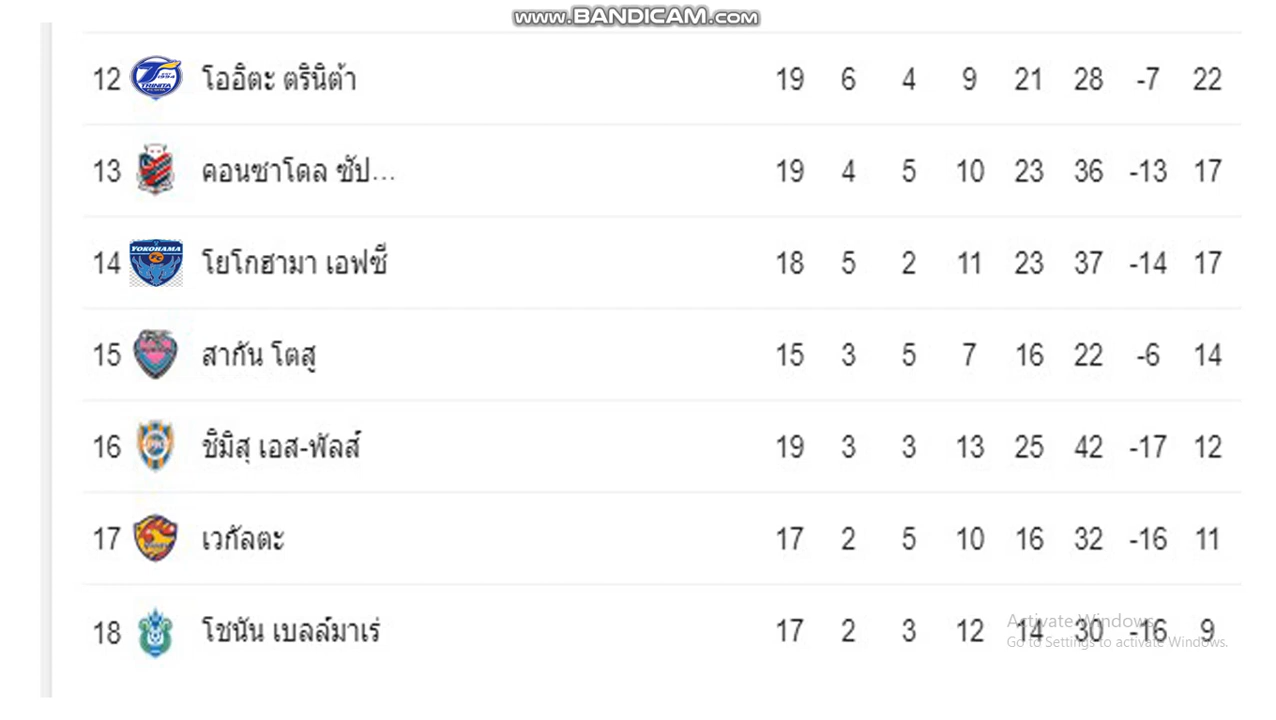 www.BANDICAM.com
12 TRINITA โออิตะ ตรินิต้า 19 6 4 9 21 28 -7 22
13 คอนซาโดล ซัป... 19 4 5 10 23 36 -13 17
14 YOKOHAMA FC โยโกฮามา เอฟซี 18 5 2 11 23 37 -14 17
15 สากัน โตสุ 15 3 5 7 16 22 -6 14
16 ชิมิสุ เอส-พัลส์ 19 3 3 13 25 42 -17 12
17 เวกัลตะ 17 2 5 10 16 32 -16 11
18 โชนัน เบลล์มาเร่ 17 2 3 12 14 30 -16 9
Activate Windows
Go to Settings to activate Windows.